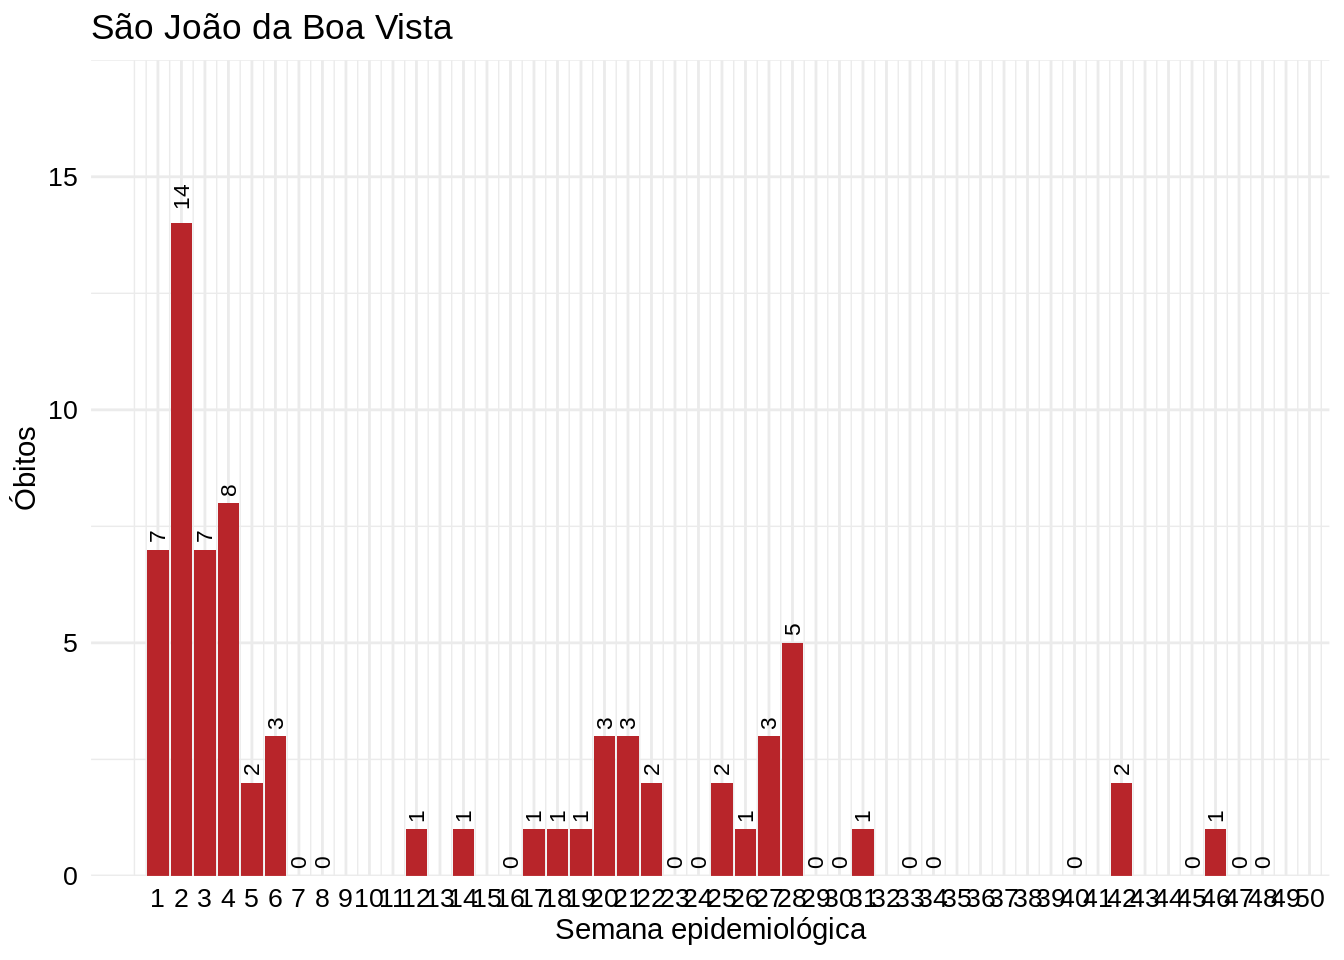 São João da Boa Vista
Óbitos
15
10
5
0
7 14 7 8 2 3 0 0 1 1 0 1 1 1 3 3 2 0 0 2 1 3 5 0 0 1 0 0 0 2 0 1 0 0
1 2 3 4 5 6 7 8 9 10 11 12 13 14 15 16 17 18 19 20 21 22 23 24 25 26 27 28 29 30 31 32 33 34 35 36 37 38 39 40 41 42 43 44 45 46 47 48 49 50
Semana epidemiológica